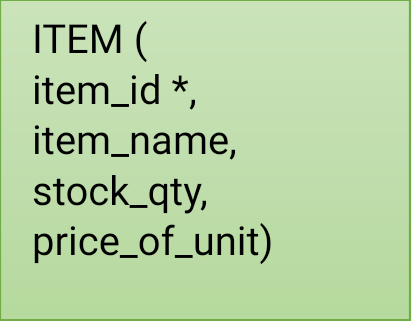 ITEM (
item_id *,
item_name,
stock_qty,
price_of_unit)